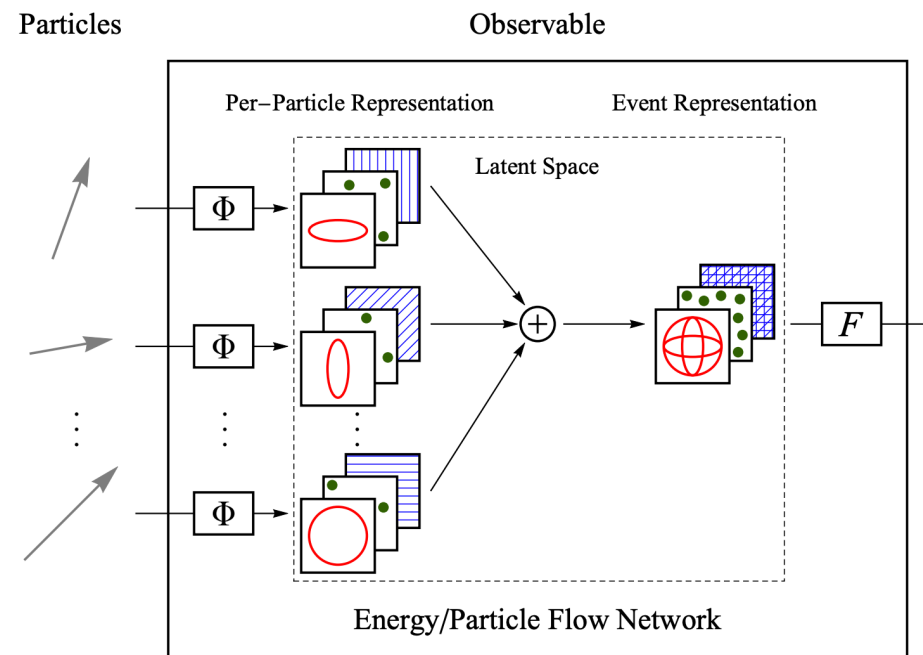 Particles
Observable
Per−Particle Representation
Event Representation
Latent Space
Φ
Φ
+
F
Φ
Energy/Particle Flow Network